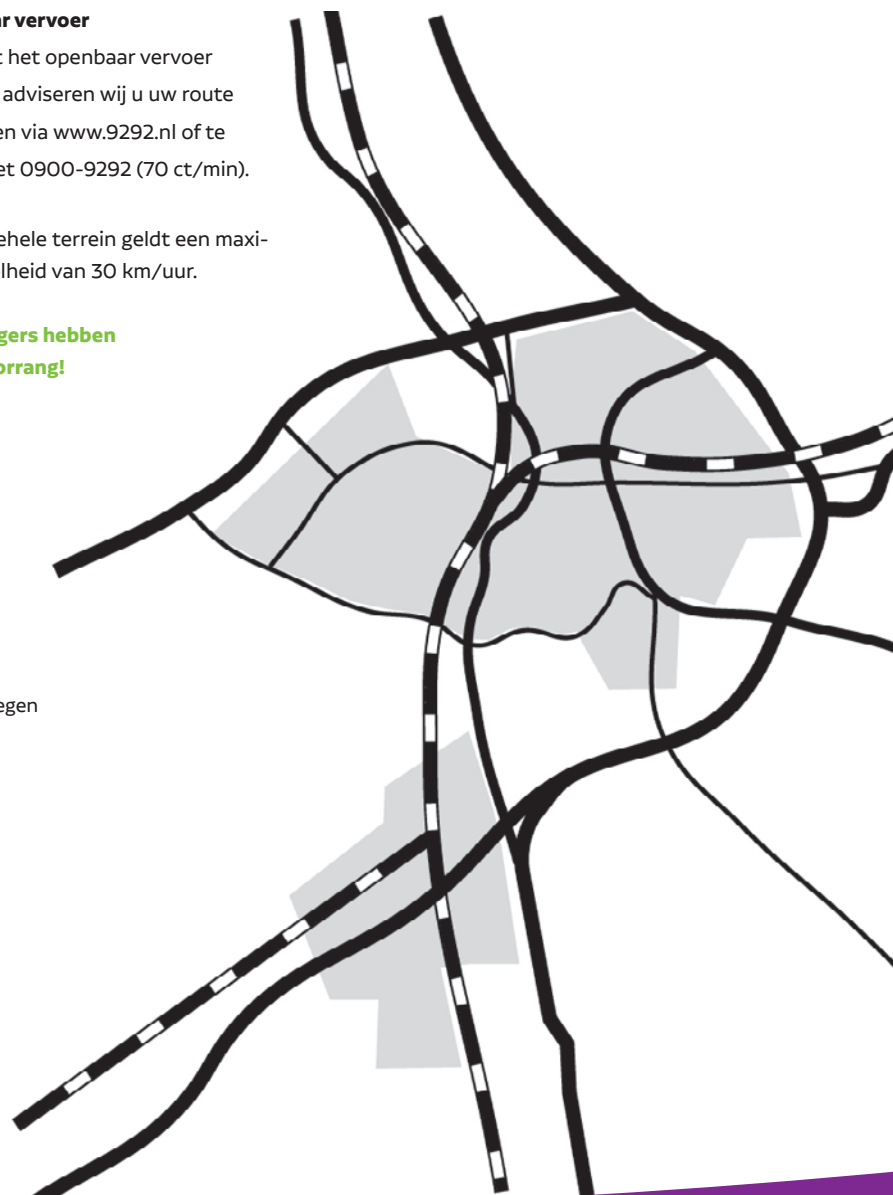 r vervoer
t het openbaar vervoer
adviseren wij u uw route
en via www.9292.nl of te
et 0900-9292 (70 ct/min).
ehele terrein geldt een maxi-
lheid van 30 km/uur.
gers hebben
orrang!
egen